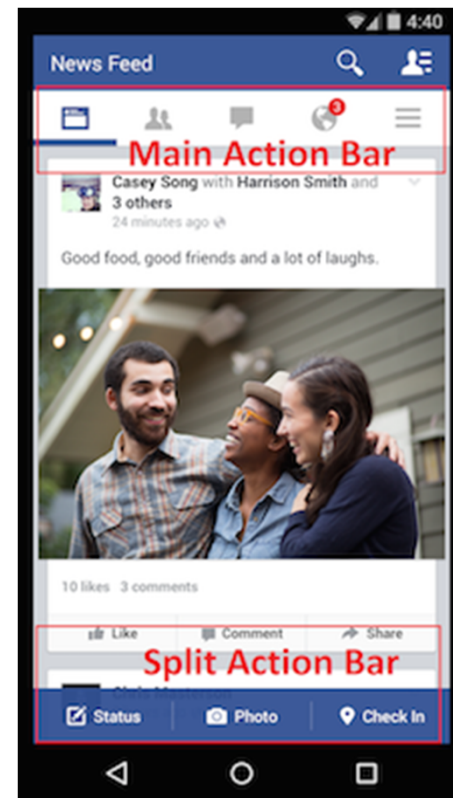 4:40
News Feed
3
Main Action Bar
Casey Song with Harrison Smith and
3 others
24 minutes ago
Good food, good friends and a lot of laughs.
10 likes 3 comments
Like Comment Share
Split Action Bar
Status Photo Check In